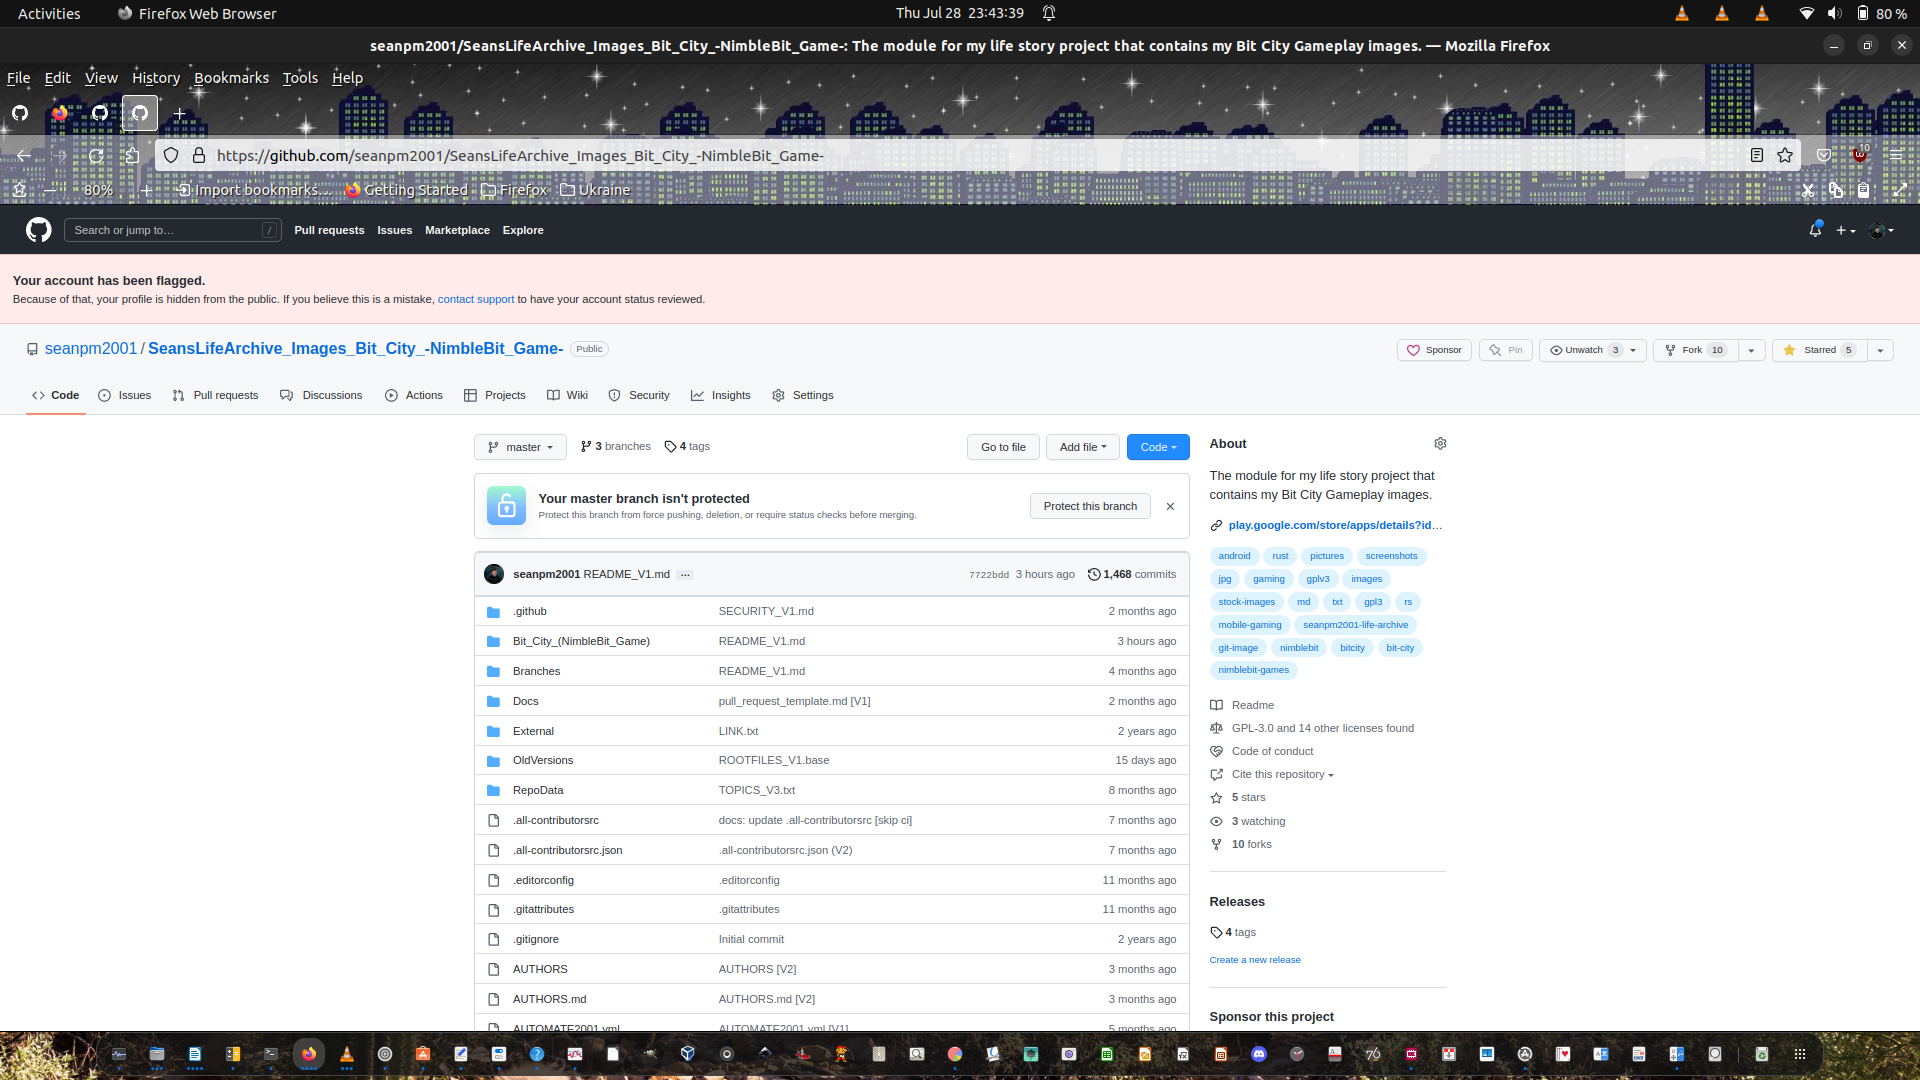 Activities Firefox Web Browser Thu Jul 28 23:43:39 80 %
seanpm2001/SeansLifeArchive_Images_Bit_City_-NimbleBit_Game-: The module for my life story project that contains my Bit City Gameplay images. — Mozilla Firefox
File Edit View History Bookmarks Tools Help
https://github.com/seanpm2001/SeansLifeArchive_Images_Bit_City_-NimbleBit_Game- 10
80% Import bookmarks… Getting Started Firefox Ukraine
Search or jump to… / Pull requests Issues Marketplace Explore
Your account has been flagged.
Because of that, your profile is hidden from the public. If you believe this is a mistake, contact support to have your account status reviewed.
seanpm2001 / SeansLifeArchive_Images_Bit_City_-NimbleBit_Game- Public Sponsor Pin Unwatch 3 Fork 10 Starred 5
Code Issues Pull requests Discussions Actions Projects Wiki Security Insights Settings
master 3 branches 4 tags Go to file Add file Code
Your master branch isn't protected
Protect this branch from force pushing, deletion, or require status checks before merging.
Protect this branch
seanpm2001 README_V1.md ... 7722bdd 3 hours ago 1,468 commits
.github SECURITY_V1.md 2 months ago
Bit_City_(NimbleBit_Game) README_V1.md 3 hours ago
Branches README_V1.md 4 months ago
Docs pull_request_template.md [V1] 2 months ago
External LINK.txt 2 years ago
OldVersions ROOTFILES_V1.base 15 days ago
RepoData TOPICS_V3.txt 8 months ago
.all-contributorsrc docs: update .all-contributorsrc [skip ci] 7 months ago
.all-contributorsrc.json .all-contributorsrc.json (V2) 7 months ago
.editorconfig .editorconfig 11 months ago
.gitattributes .gitattributes 11 months ago
.gitignore Initial commit 2 years ago
AUTHORS AUTHORS [V2] 3 months ago
AUTHORS.md AUTHORS.md [V2] 3 months ago
AUTOMATE2001.yml AUTOMATE2001.yml [V1] 5 months ago
About
The module for my life story project that
contains my Bit City Gameplay images.
play.google.com/store/apps/details?id…
android rust pictures screenshots
jpg gaming gplv3 images
stock-images md txt gpl3 rs
mobile-gaming seanpm2001-life-archive
git-image nimblebit bitcity bit-city
nimblebit-games
Readme
GPL-3.0 and 14 other licenses found
Code of conduct
Cite this repository
5 stars
3 watching
10 forks
Releases
4 tags
Create a new release
Sponsor this project